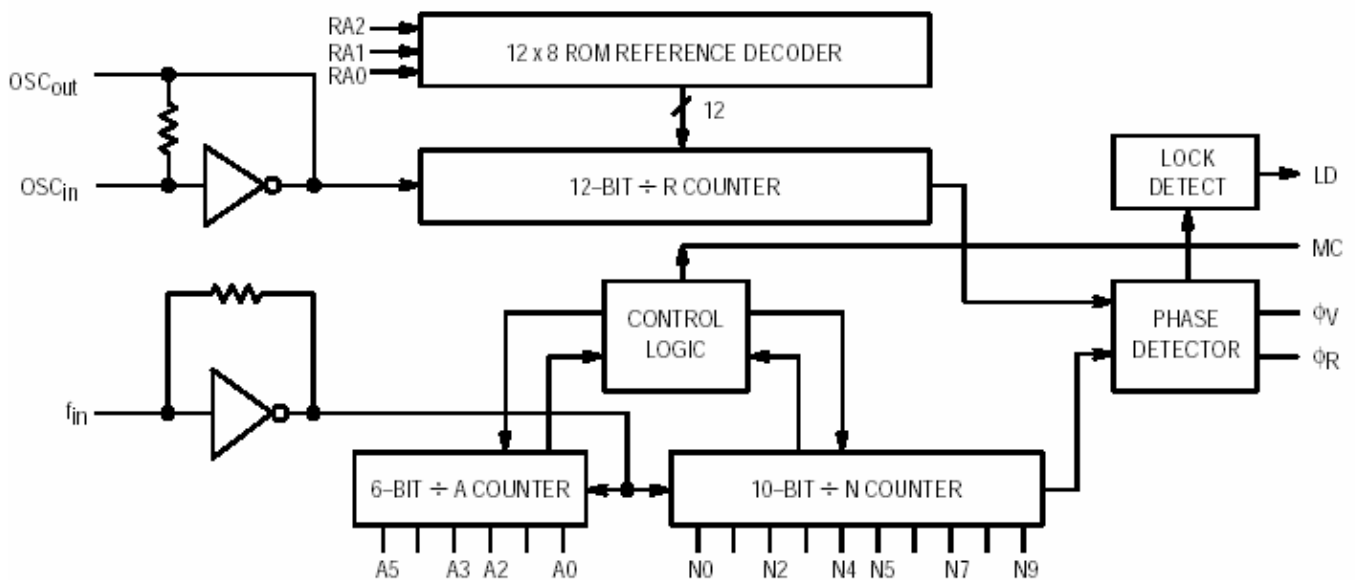 RA2
RA1
RA0
12 x 8 ROM REFERENCE DECODER
OSCout
12
OSCin
12–BIT ÷ R COUNTER
LOCK
DETECT
LD
MC
CONTROL
LOGIC
PHASE
DETECTOR
ϕV
ϕR
fin
6–BIT ÷ A COUNTER
10–BIT ÷ N COUNTER
A5 A3 A2 A0 N0 N2 N4 N5 N7 N9